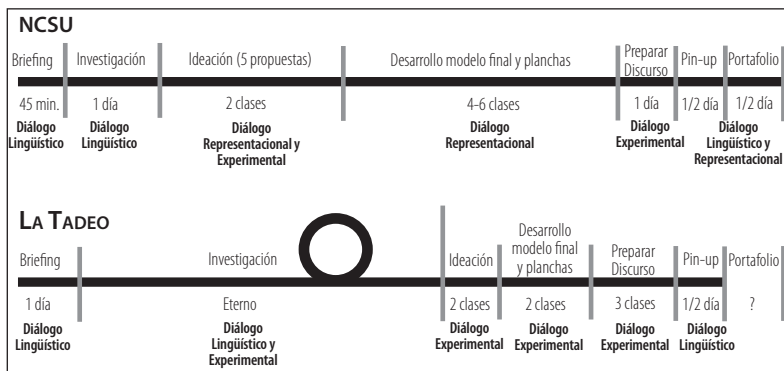 NCSU
Briefing
Investigación
Ideación (5 propuestas)
Desarrollo modelo final y planchas
Preparar
Discurso
Pin-up
Portafolio
45 min.
1 día
2 clases
4-6 clases
1 día
1/2 día
1/2 día
Diálogo
Lingüístico
Diálogo
Lingüístico
Diálogo
Representacional y
Experimental
Diálogo
Representacional
Diálogo
Experimental
Diálogo
Lingüístico y
Representacional
LA TADEO
Briefing
Investigación
Ideación
Desarrollo
modelo final
y planchas
Preparar
Discurso
Pin-up
Portafolio
1 día
Eterno
2 clases
2 clases
3 clases
1/2 día
?
Diálogo
Lingüístico
Diálogo
Lingüístico y
Experimental
Diálogo
Experimental
Diálogo
Experimental
Diálogo
Experimental
Diálogo
Lingüístico